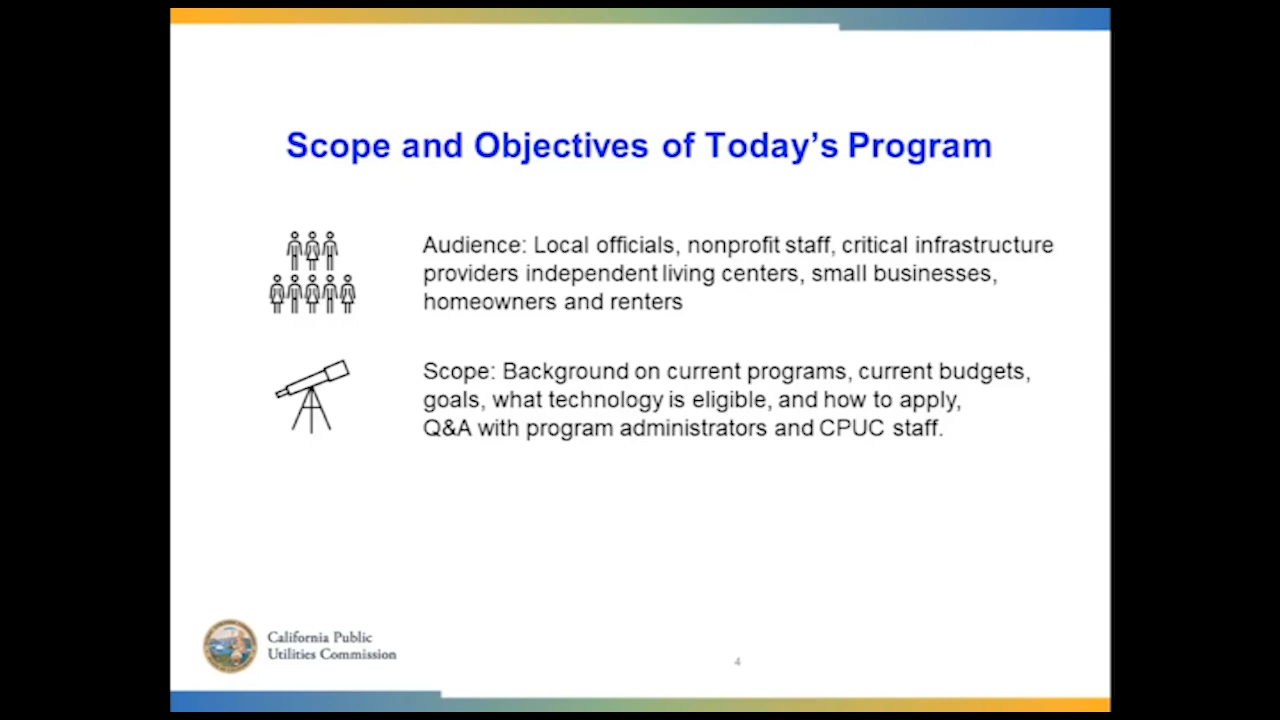 Scope and Objectives of Today’s Program
Audience: Local officials, nonprofit staff, critical infrastructure
providers independent living centers, small businesses,
homeowners and renters
Scope: Background on current programs, current budgets,
goals, what technology is eligible, and how to apply,
Q&A with program administrators and CPUC staff.
California Public
Utilities Commission
4